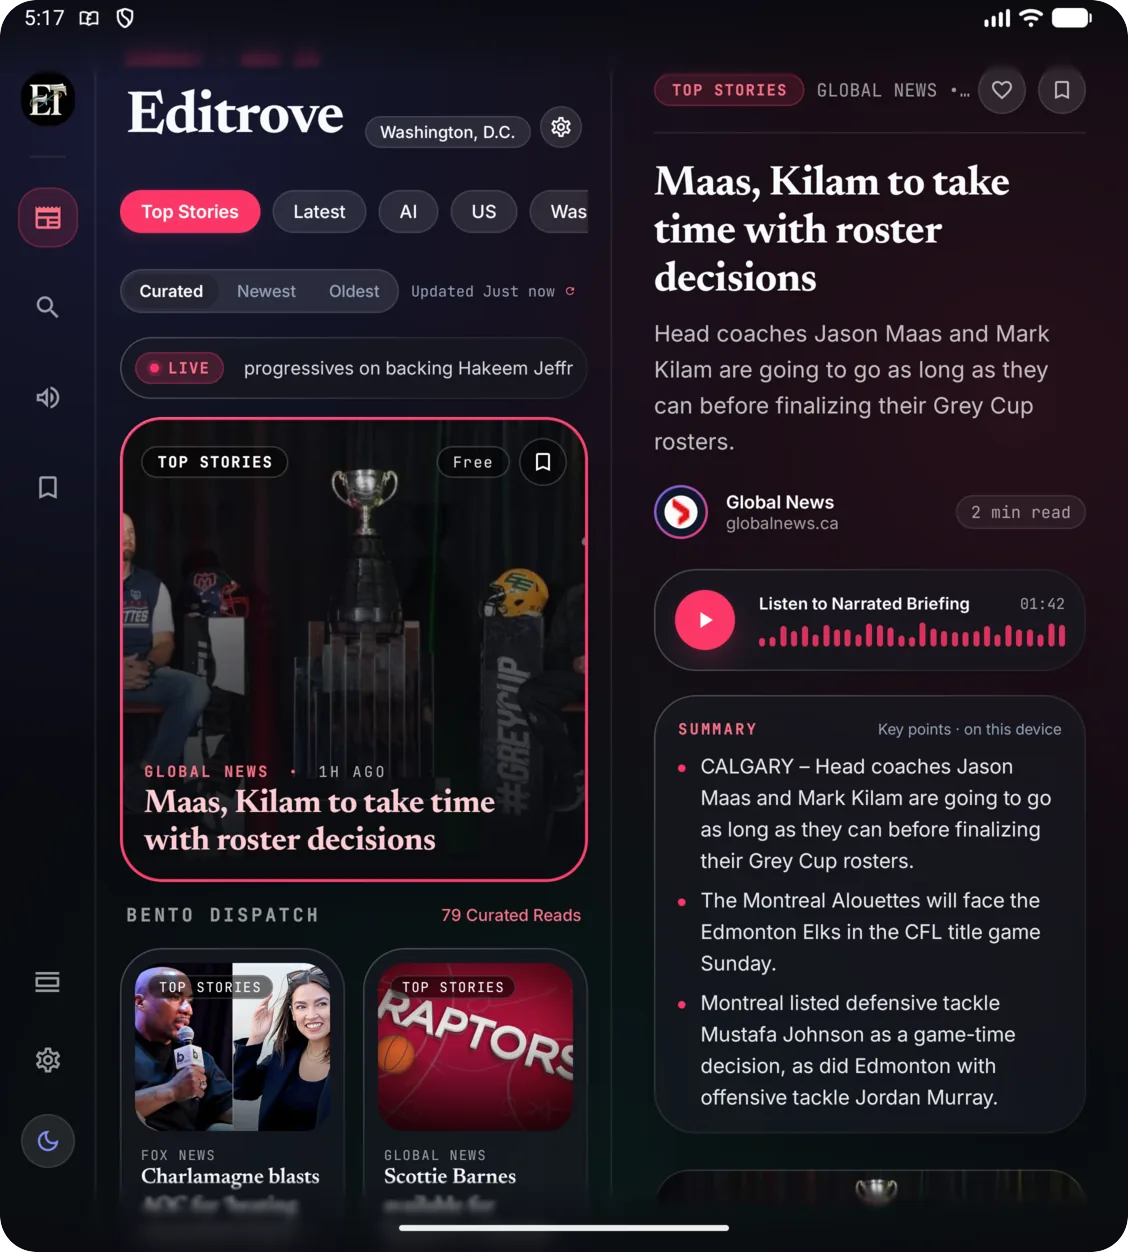 5:17
ET
Editrove
Washington, D.C.
Top Stories
Latest
AI
US
Was
Curated
Newest
Oldest
Updated Just now
LIVE
progressives on backing Hakeem Jeffr
TOP STORIES
Free
#GREYCUP
GLOBAL NEWS • 1H AGO
Maas, Kilam to take time
with roster decisions
BENTO DISPATCH
79 Curated Reads
TOP STORIES
FOX NEWS
Charlamagne blasts
AOC for 'beating
TOP STORIES
RAPTORS
GLOBAL NEWS
Scottie Barnes
available for
TOP STORIES
GLOBAL NEWS •…
Maas, Kilam to take
time with roster
decisions
Head coaches Jason Maas and Mark
Kilam are going to go as long as they
can before finalizing their Grey Cup
rosters.
Global News
globalnews.ca
2 min read
Listen to Narrated Briefing
01:42
SUMMARY
Key points · on this device
• CALGARY – Head coaches Jason
Maas and Mark Kilam are going to go
as long as they can before finalizing
their Grey Cup rosters.
• The Montreal Alouettes will face the
Edmonton Elks in the CFL title game
Sunday.
• Montreal listed defensive tackle
Mustafa Johnson as a game-time
decision, as did Edmonton with
offensive tackle Jordan Murray.